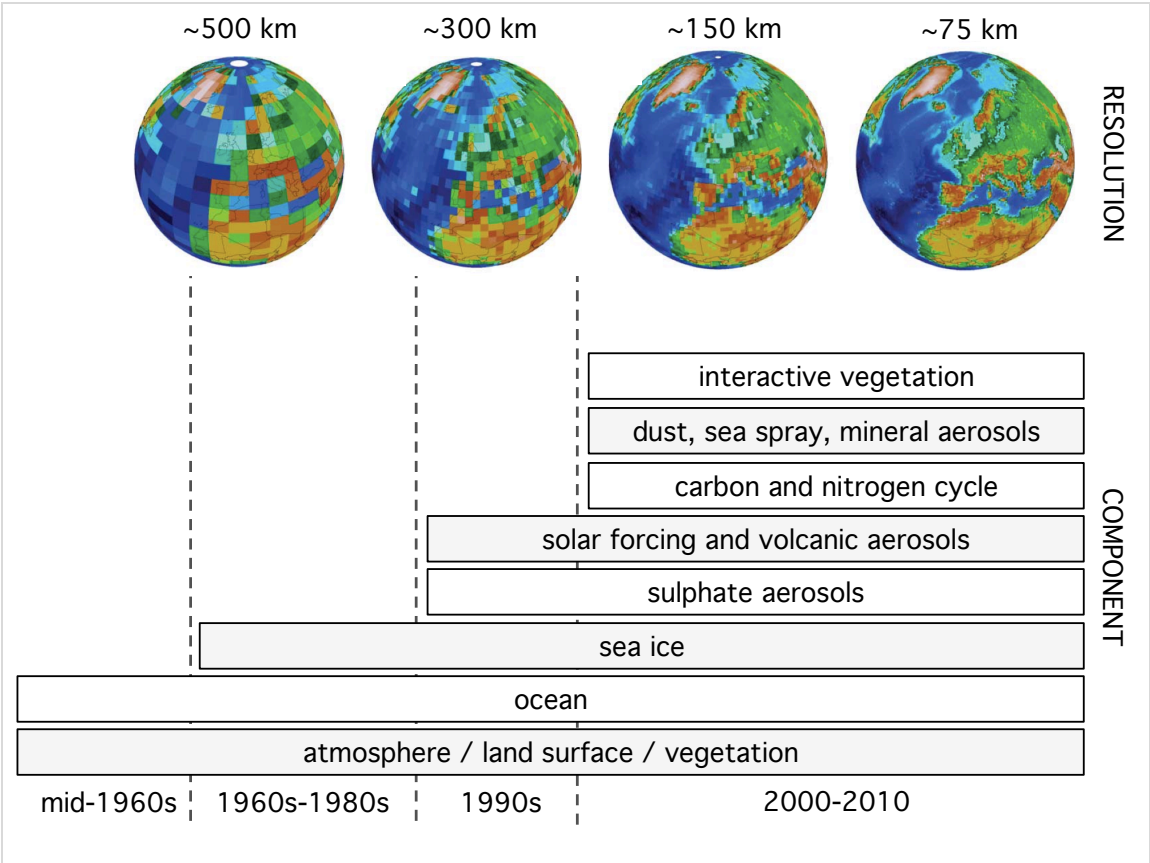 ~500 km
~300 km
~150 km
~75 km
RESOLUTION
interactive vegetation
dust, sea spray, mineral aerosols
carbon and nitrogen cycle
solar forcing and volcanic aerosols
sulphate aerosols
sea ice
ocean
atmosphere / land surface / vegetation
COMPONENT
mid-1960s
1960s-1980s
1990s
2000-2010